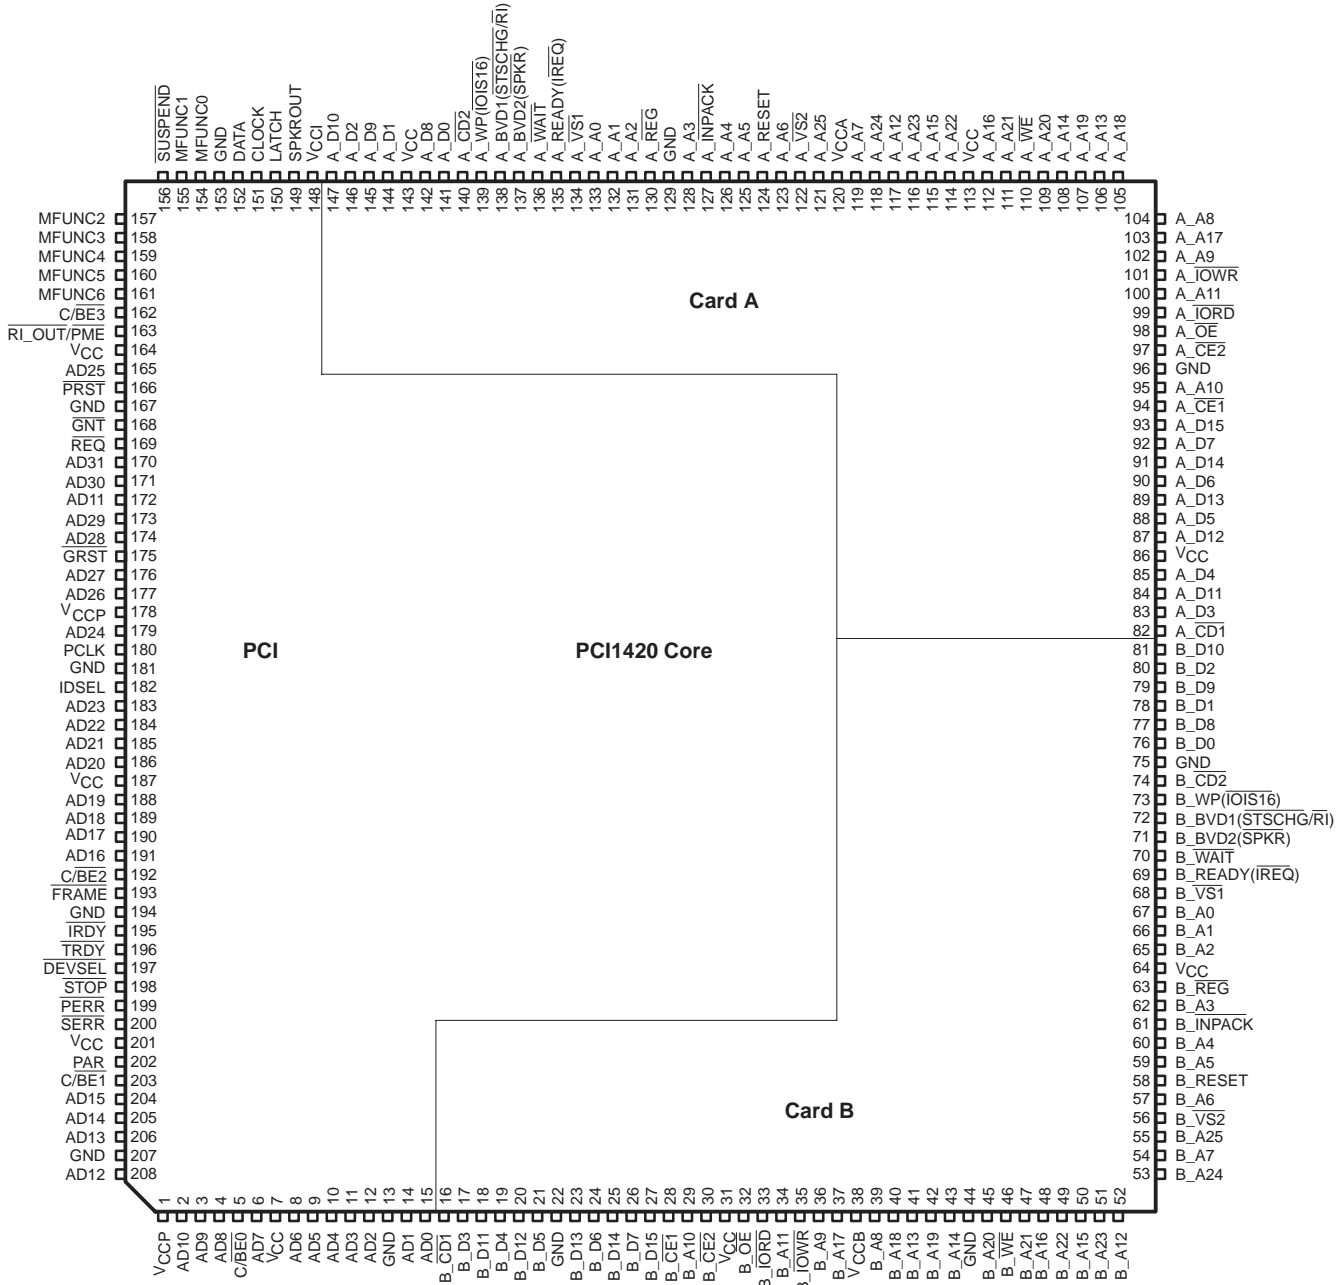 SUSPEND
MFUNC1
MFUNC0
GND
DATA
CLOCK
LATCH
SPKROUT
VCCI
A_D10
A_D2
A_D9
A_D1
VCC
A_D8
A_D0
A_CD2
A_WP(IOIS16)
A_BVD1(STSCHG/RI)
A_BVD2(SPKR)
A_WAIT
A_READY(IREQ)
A_VS1
A_A0
A_A1
A_A2
A_REG
GND
A_A3
A_INPACK
A_A4
A_A5
A_RESET
A_A6
A_VS2
A_A25
VCCA
A_A7
A_A24
A_A12
A_A23
A_A15
A_A22
VCC
A_A16
A_A21
A_WE
A_A20
A_A14
A_A19
A_A13
A_A18
156
155
154
153
152
151
150
149
148
147
146
145
144
143
142
141
140
139
138
137
136
135
134
133
132
131
130
129
128
127
126
125
124
123
122
121
120
119
118
117
116
115
114
113
112
111
110
109
108
107
106
105
MFUNC2 157
MFUNC3 158
MFUNC4 159
MFUNC5 160
MFUNC6 161
C/BE3 162
RI_OUT/PME 163
VCC 164
AD25 165
PRST 166
GND 167
GNT 168
REQ 169
AD31 170
AD30 171
AD11 172
AD29 173
AD28 174
GRST 175
AD27 176
AD26 177
VCCP 178
AD24 179
PCLK 180
GND 181
IDSEL 182
AD23 183
AD22 184
AD21 185
AD20 186
VCC 187
AD19 188
AD18 189
AD17 190
AD16 191
C/BE2 192
FRAME 193
GND 194
IRDY 195
TRDY 196
DEVSEL 197
STOP 198
PERR 199
SERR 200
VCC 201
PAR 202
C/BE1 203
AD15 204
AD14 205
AD13 206
GND 207
AD12 208
Card A
PCI
PCI1420 Core
Card B
104 A_A8
103 A_A17
102 A_A9
101 A_IOWR
100 A_A11
99 A_IORD
98 A_OE
97 A_CE2
96 GND
95 A_A10
94 A_CE1
93 A_D15
92 A_D7
91 A_D14
90 A_D6
89 A_D13
88 A_D5
87 A_D12
86 VCC
85 A_D4
84 A_D11
83 A_D3
82 A_CD1
81 B_D10
80 B_D2
79 B_D9
78 B_D1
77 B_D8
76 B_D0
75 GND
74 B_CD2
73 B_WP(IOIS16)
72 B_BVD1(STSCHG/RI)
71 B_BVD2(SPKR)
70 B_WAIT
69 B_READY(IREQ)
68 B_VS1
67 B_A0
66 B_A1
65 B_A2
64 VCC
63 B_REG
62 B_A3
61 B_INPACK
60 B_A4
59 B_A5
58 B_RESET
57 B_A6
56 B_VS2
55 B_A25
54 B_A7
53 B_A24
1
2
3
4
5
6
7
8
9
10
11
12
13
14
15
16
17
18
19
20
21
22
23
24
25
26
27
28
29
30
31
32
33
34
35
36
37
38
39
40
41
42
43
44
45
46
47
48
49
50
51
52
VCCP
AD10
AD9
AD8
C/BE0
AD7
VCC
AD6
AD5
AD4
AD3
AD2
GND
AD1
AD0
B_CD1
B_D3
B_D11
B_D4
B_D12
B_D5
GND
B_D13
B_D6
B_D14
B_D7
B_D15
B_CE1
B_A10
B_CE2
VCC
B_OE
B_IORD
B_A11
B_IOWR
B_A9
B_A17
VCCB
B_A8
B_A18
B_A13
B_A19
B_A14
GND
B_A20
B_WE
B_A21
B_A16
B_A22
B_A15
B_A23
B_A12